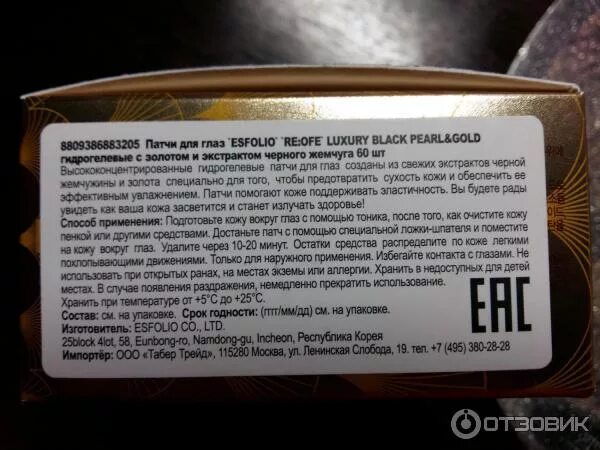 8809386883205 Патчи для глаз `ESFOLIO` `RE:OFE` LUXURY BLACK PEARL&GOLD
гидрогелевые с золотом и экстрактом черного жемчуга 60 шт
Высококонцентрированные гидрогелевые патчи для глаз созданы из свежих экстрактов черной
жемчужины и золота специально для того, чтобы предотвратить сухость кожи и обеспечить ее
эффективным увлажнением. Патчи помогают коже поддерживать эластичность. Вы будете рады
увидеть как ваша кожа засветится и станет излучать здоровье!
Способ применения: Подготовьте кожу вокруг глаз с помощью тоника, после того, как очистите кожу
пенкой или другими средствами. Достаньте патч с помощью специальной ложки-шпателя и поместите
на кожу вокруг глаз. Удалите через 10-20 минут. Остатки средства распределите по коже легкими
похлопывающими движениями. Только для наружного применения. Избегайте контакта с глазами. Не
использовать при открытых ранах, на местах экземы или аллергии. Хранить в недоступных для детей
местах. В случае появления раздражения, немедленно прекратить использование.
Хранить при температуре от +5°C до +25°C.
Состав: см. на упаковке. Срок годности: (гггг/мм/дд) см. на упаковке.
Изготовитель: ESFOLIO CO., LTD.
25block 4lot, 58, Eunbong-ro, Namdong-gu, Incheon, Республика Корея
Импортёр: ООО «Табер Трейд», 115280 Москва, ул. Ленинская Слобода, 19. тел. +7 (495) 380-28-28
EAC
ОТЗОВИК